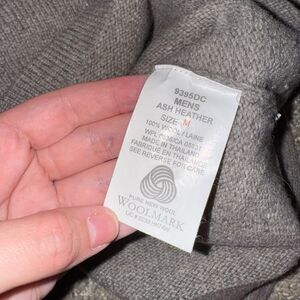 9395DC
MENS
ASH HEATHER
SIZE: M
100% WOOL / LAINE
WPL
MADE IN THAILAND
FABRIQUE EN THAILANDE
SEE REVERSE FOR CARE
PURE NEW WOOL
WOOLMARK